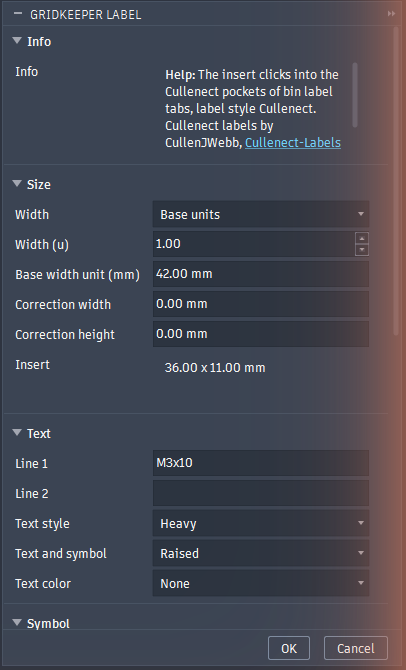 GRIDKEEPER LABEL
Info
Info
Help: The insert clicks into the
Cullenect pockets of bin label
tabs, label style Cullenect.
Cullenect labels by
CullenJWebb, Cullenect-Labels
Size
Width Base units
Width (u) 1.00
Base width unit (mm) 42.00 mm
Correction width 0.00 mm
Correction height 0.00 mm
Insert 36.00 x 11.00 mm
Text
Line 1 M3x10
Line 2
Text style Heavy
Text and symbol Raised
Text color None
Symbol
OK Cancel